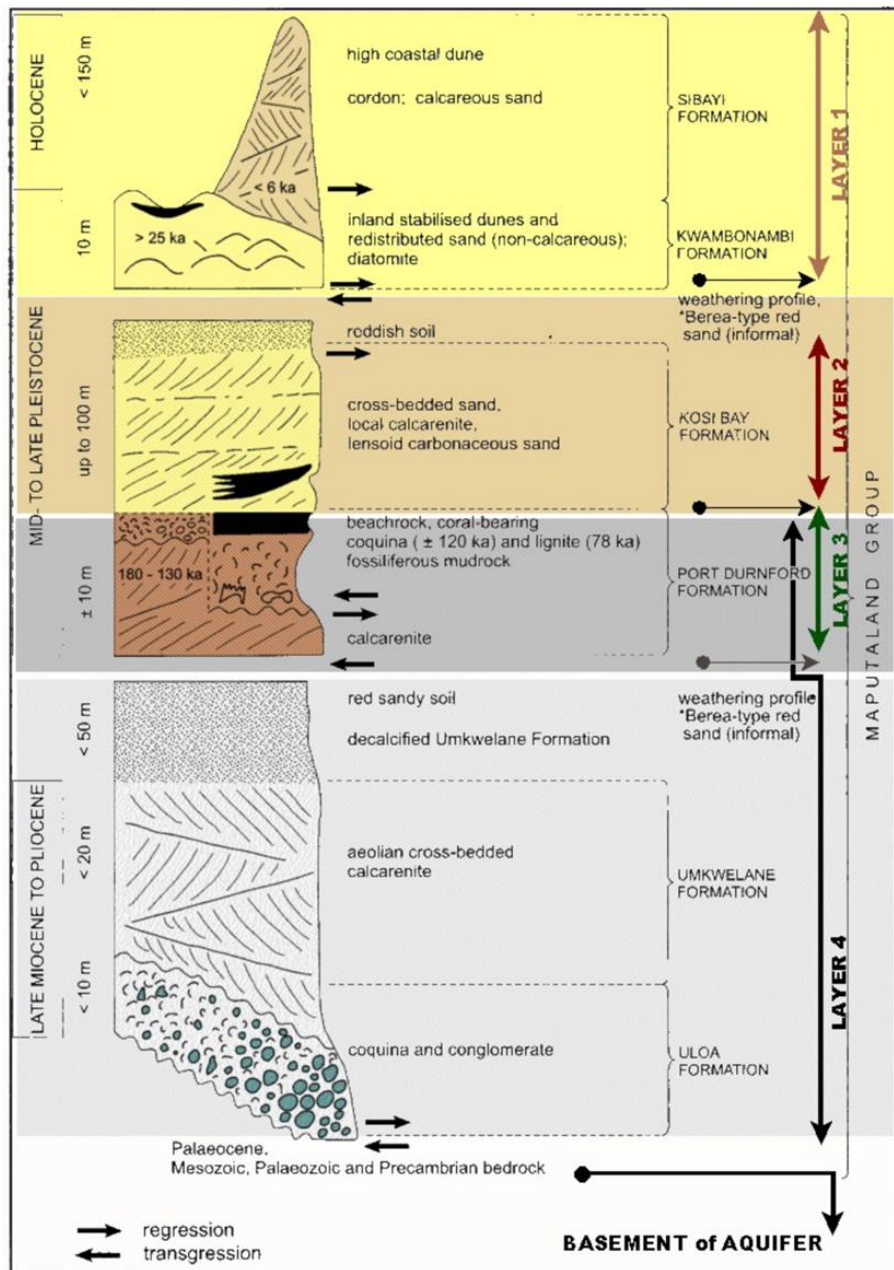 HOLOCENE
< 150 m
high coastal dune
cordon; calcareous sand
SIBAYI
FORMATION
LAYER 1
< 6 ka
10 m
> 25 ka
inland stabilised dunes and
redistributed sand (non-calcareous);
diatomite
KWAMBONAMBI
FORMATION
weathering profile,
*Berea-type red
sand (informal)
MID- TO LATE PLEISTOCENE
reddish soil
up to 100 m
cross-bedded sand,
local calcarenite,
lensoid carbonaceous sand
KOSI BAY
FORMATION
LAYER 2
± 10 m
180 - 130 ka
beachrock, coral-bearing
coquina ( ± 120 ka) and lignite (78 ka)
fossiliferous mudrock
calcarenite
PORT DURNFORD
FORMATION
LAYER 3
MAPUTALAND GROUP
LATE MIOCENE TO PLIOCENE
< 50 m
red sandy soil
decalcified Umkwelane Formation
weathering profile
*Berea-type red
sand (informal)
< 20 m
aeolian cross-bedded
calcarenite
UMKWELANE
FORMATION
LAYER 4
< 10 m
coquina and conglomerate
ULOA
FORMATION
Palaeocene,
Mesozoic, Palaeozoic and Precambrian bedrock
BASEMENT of AQUIFER
regression
transgression